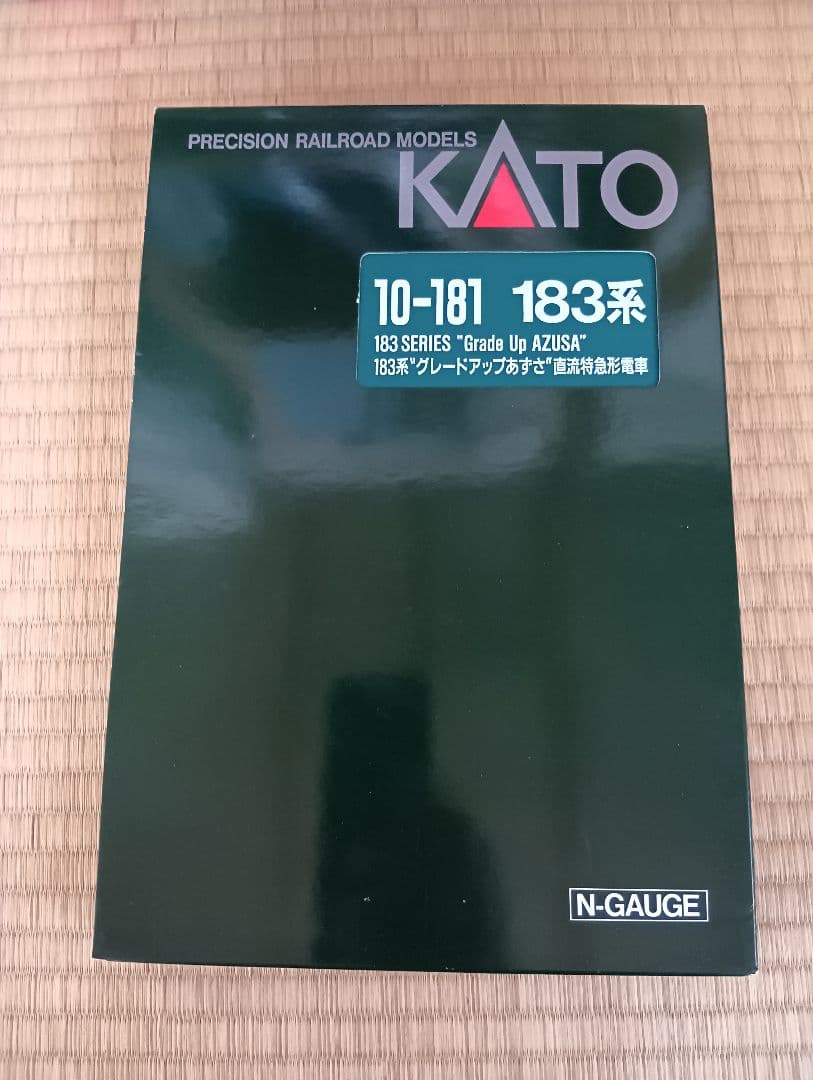 PRECISION RAILROAD MODELS
KATO
10-181 183系
183 SERIES "Grade Up AZUSA"
183系"グレードアップあずさ"直流特急形電車
N-GAUGE